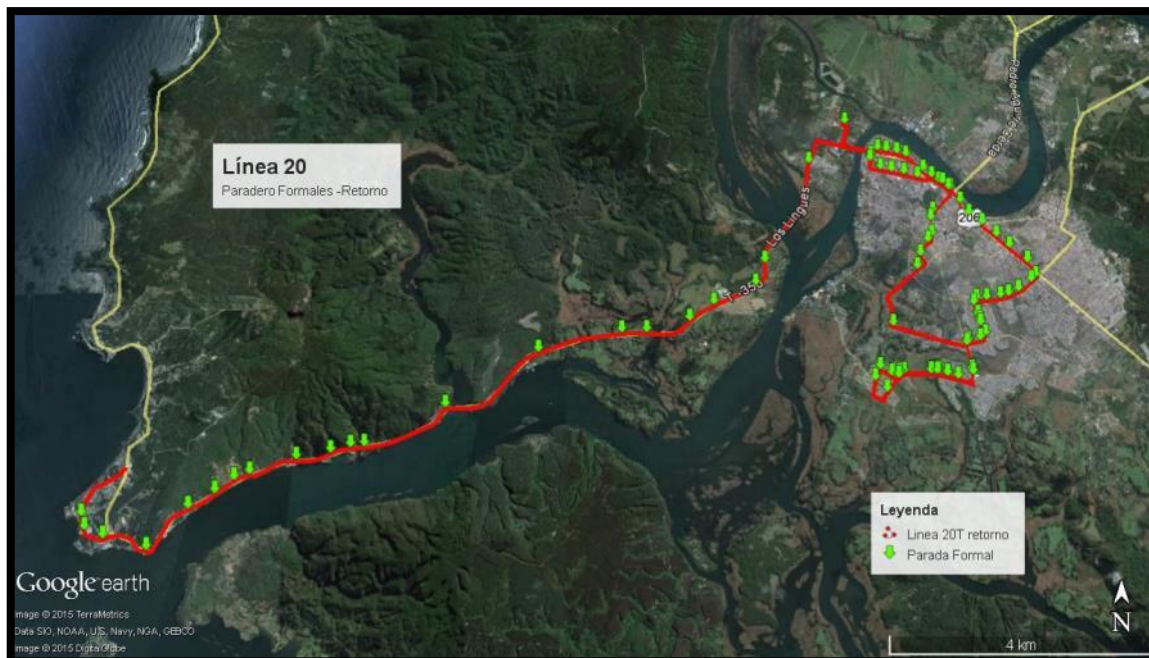 Línea 20
Paradero Formales -Retorno
Los Lingues
T -350
206
Leyenda
Linea 20T retorno
Parada Formal
Google earth
Image © 2015 TerraMetrics
Data SIO, NOAA, U.S. Navy, NGA, GEBCO
Image © 2015 DigitalGlobe
N
4 km